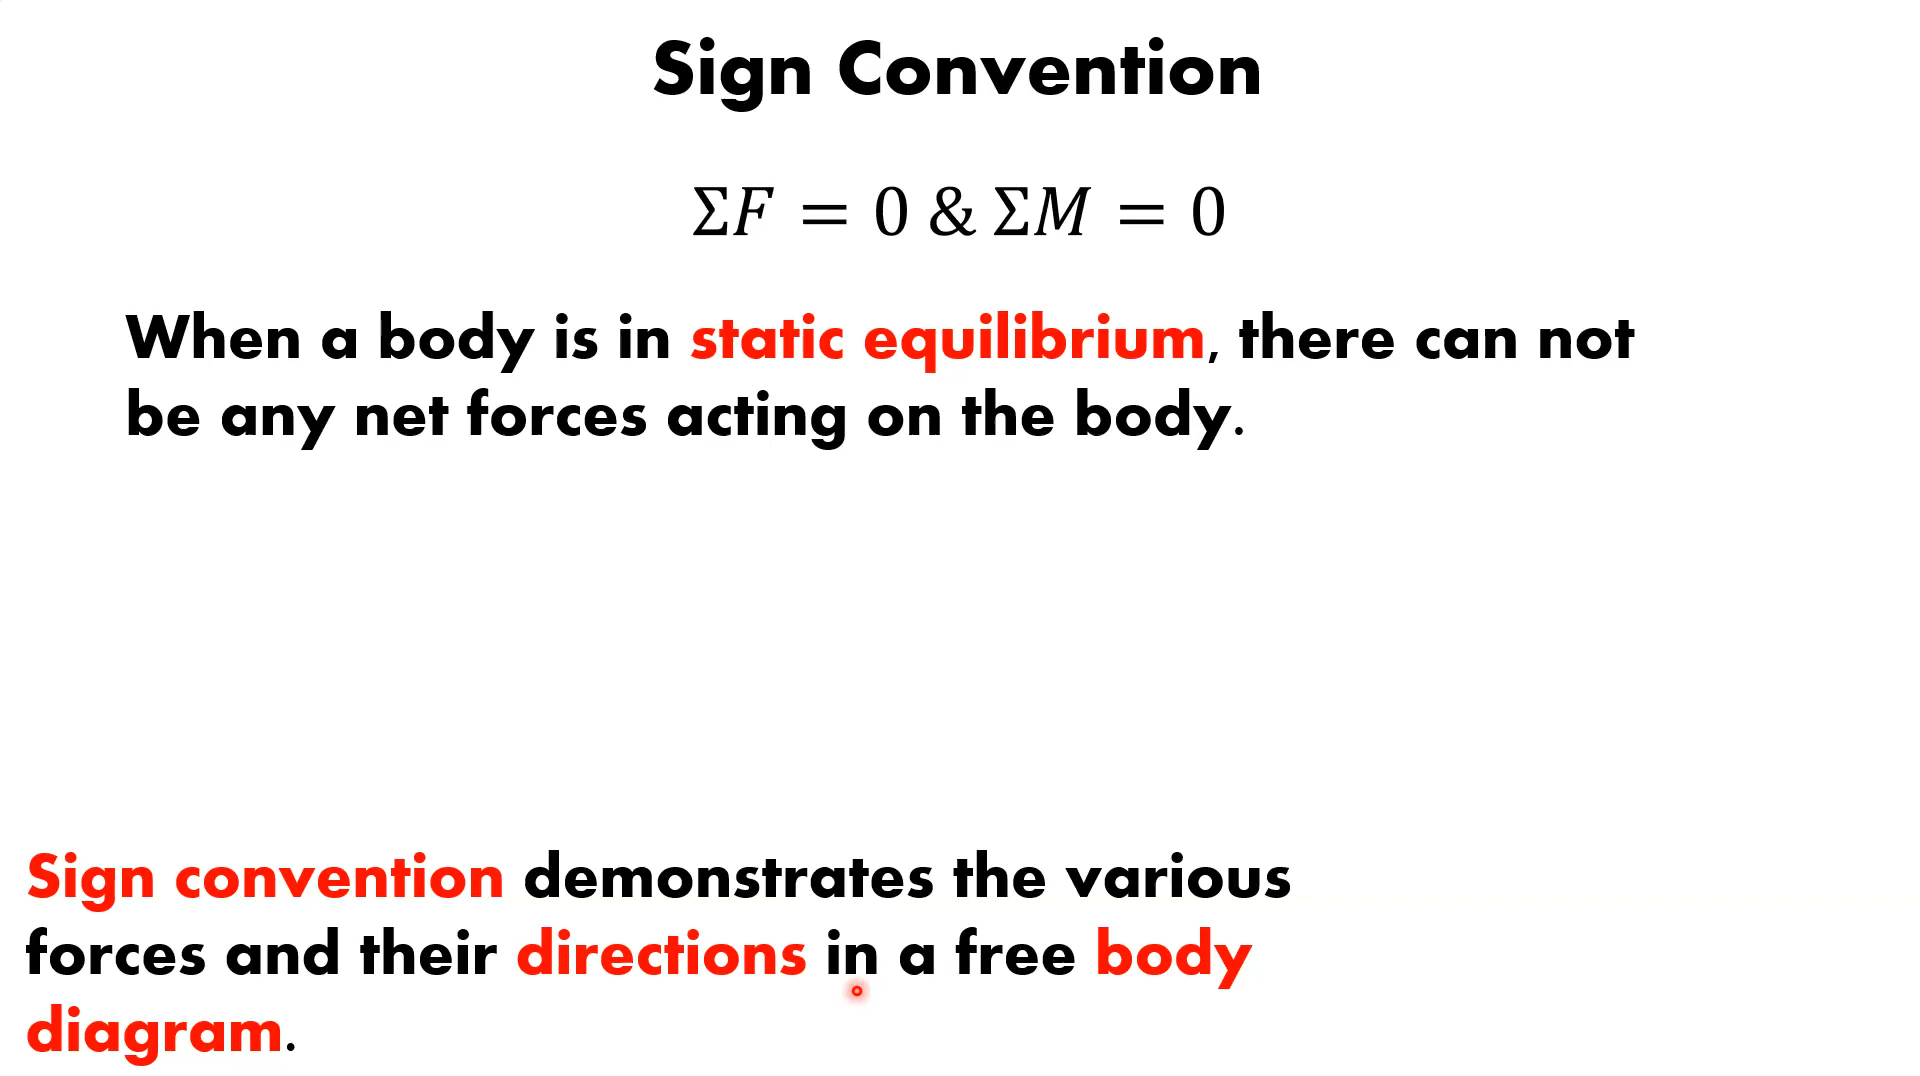 Sign Convention
Σ𝐹 = 0 & Σ𝑀 = 0
When a body is in static equilibrium, there can not
be any net forces acting on the body.
Sign convention demonstrates the various
forces and their directions in a free body
diagram.